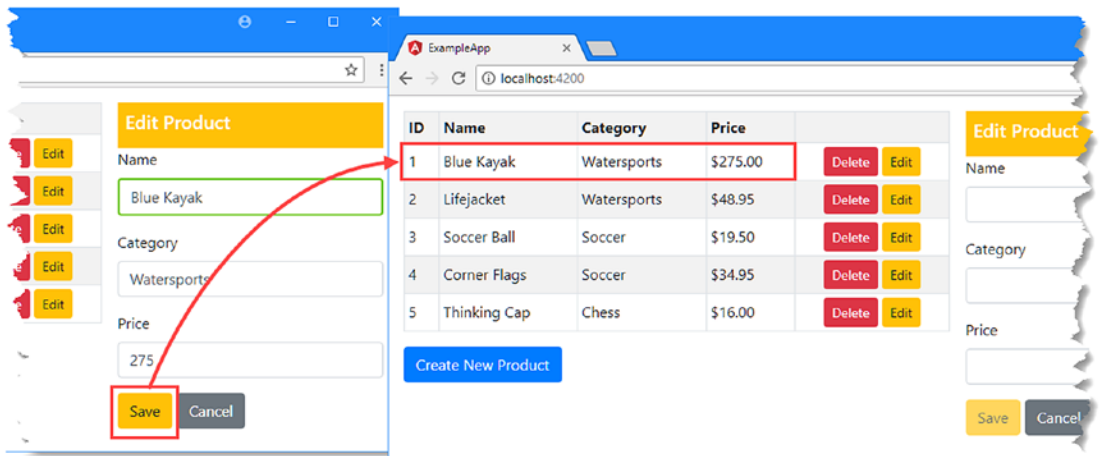 Edit Product
Edit
Edit
Edit
Edit
Edit
Name
Blue Kayak
Category
Watersports
Price
275
Save Cancel
ExampleApp
localhost:4200
ID Name Category Price
1 Blue Kayak Watersports $275.00 Delete Edit
2 Lifejacket Watersports $48.95 Delete Edit
3 Soccer Ball Soccer $19.50 Delete Edit
4 Corner Flags Soccer $34.95 Delete Edit
5 Thinking Cap Chess $16.00 Delete Edit
Create New Product
Edit Product
Name
Category
Price
Save Cancel